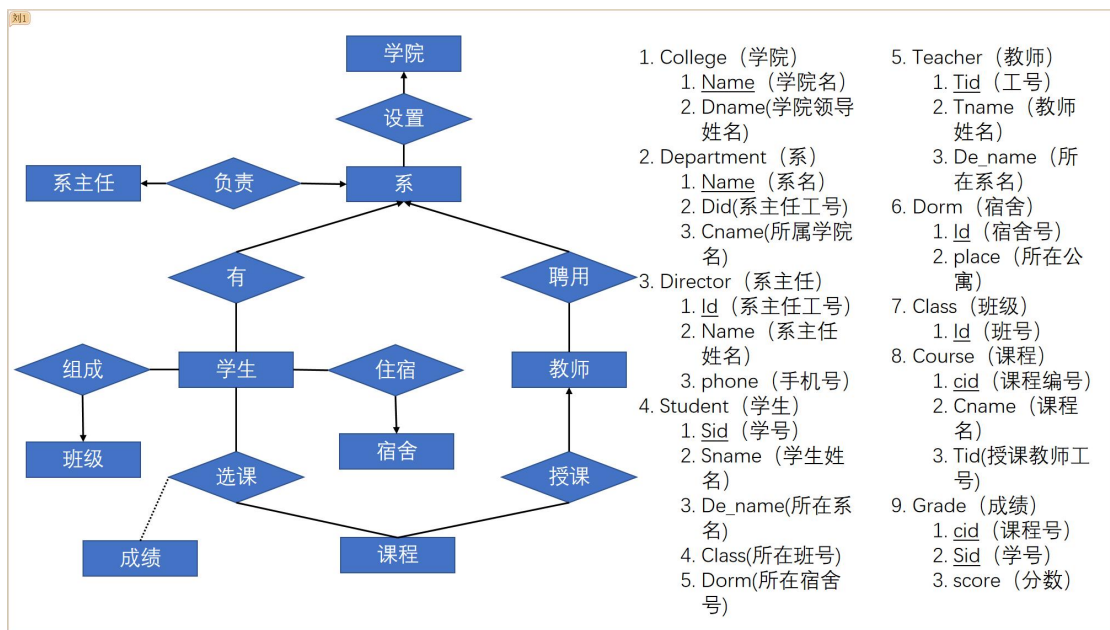 刘1
学院
设置
系主任
负责
系
有
聘用
组成
学生
住宿
教师
班级
宿舍
选课
授课
成绩
课程
1. College（学院）
1. Name（学院名）
2. Dname(学院领导
姓名)
2. Department（系）
1. Name（系名）
2. Did(系主任工号)
3. Cname(所属学院
名)
3. Director（系主任）
1. Id（系主任工号）
2. Name（系主任
姓名）
3. phone（手机号）
4. Student（学生）
1. Sid（学号）
2. Sname（学生姓
名）
3. De_name(所在系
名)
4. Class(所在班号)
5. Dorm(所在宿舍
号)
5. Teacher（教师）
1. Tid（工号）
2. Tname（教师
姓名）
3. De_name（所
在系名）
6. Dorm（宿舍）
1. Id（宿舍号）
2. place（所在公
寓）
7. Class（班级）
1. Id（班号）
8. Course（课程）
1. cid（课程编号）
2. Cname（课程
名）
3. Tid(授课教师工
号)
9. Grade（成绩）
1. cid（课程号）
2. Sid（学号）
3. score（分数）